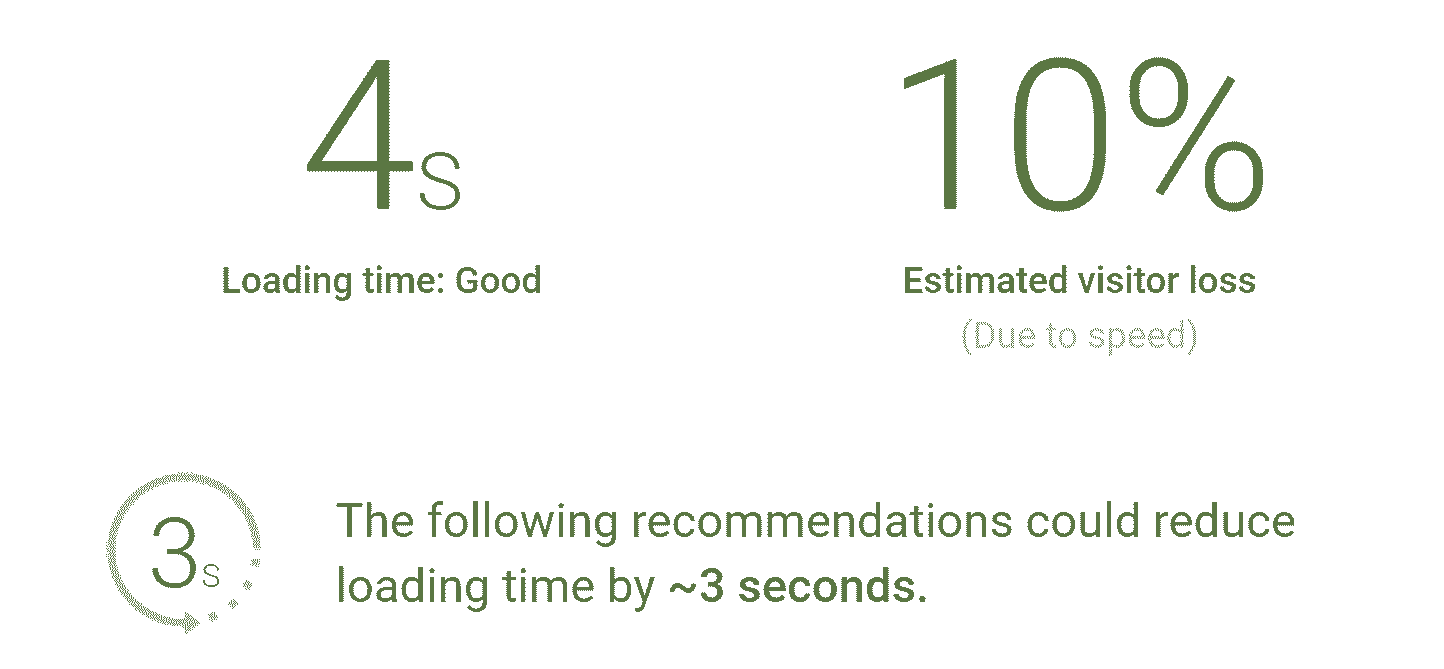 4s
10%
Loading time: Good
Estimated visitor loss
(Due to speed)
3s
The following recommendations could reduce
loading time by ~3 seconds.